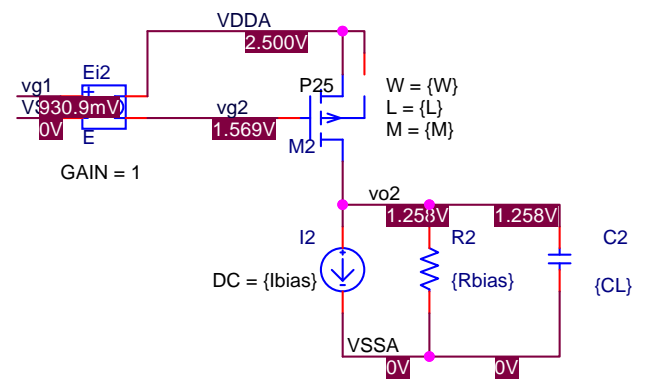 VDDA
2.500V
Ei2
P25
W = {W}
vg1
L = {L}
930.9mV
vg2
M = {M}
0V
1.569V
E
M2
GAIN = 1
vo2
1.258V
1.258V
I2
R2
C2
DC = {Ibias}
{Rbias}
{CL}
VSSA
0V
0V